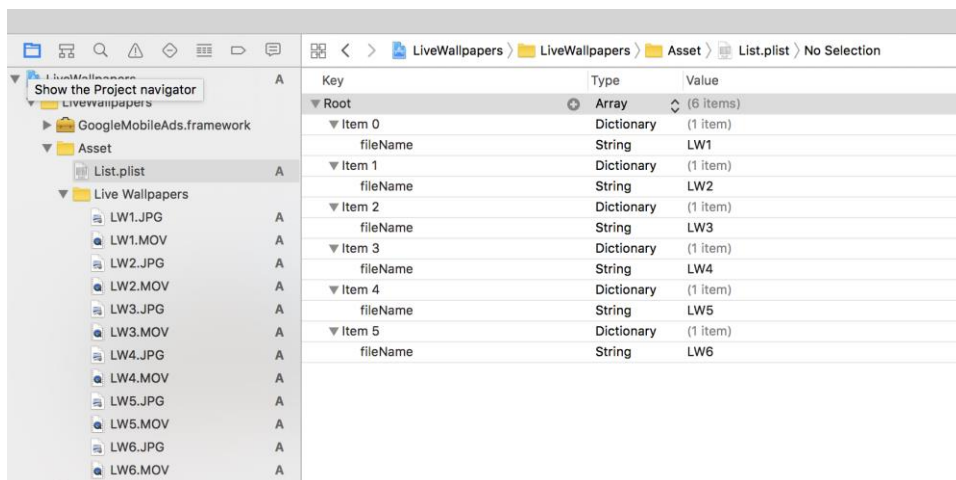 LiveWallpapers 〉 LiveWallpapers 〉 Asset 〉 List.plist 〉 No Selection
LiveWallpapers A
Show the Project navigator
LiveWallpapers
GoogleMobileAds.framework
Asset
List.plist A
Live Wallpapers
LW1.JPG A
LW1.MOV A
LW2.JPG A
LW2.MOV A
LW3.JPG A
LW3.MOV A
LW4.JPG A
LW4.MOV A
LW5.JPG A
LW5.MOV A
LW6.JPG A
LW6.MOV A
Key Type Value
Root Array (6 items)
Item 0 Dictionary (1 item)
fileName String LW1
Item 1 Dictionary (1 item)
fileName String LW2
Item 2 Dictionary (1 item)
fileName String LW3
Item 3 Dictionary (1 item)
fileName String LW4
Item 4 Dictionary (1 item)
fileName String LW5
Item 5 Dictionary (1 item)
fileName String LW6